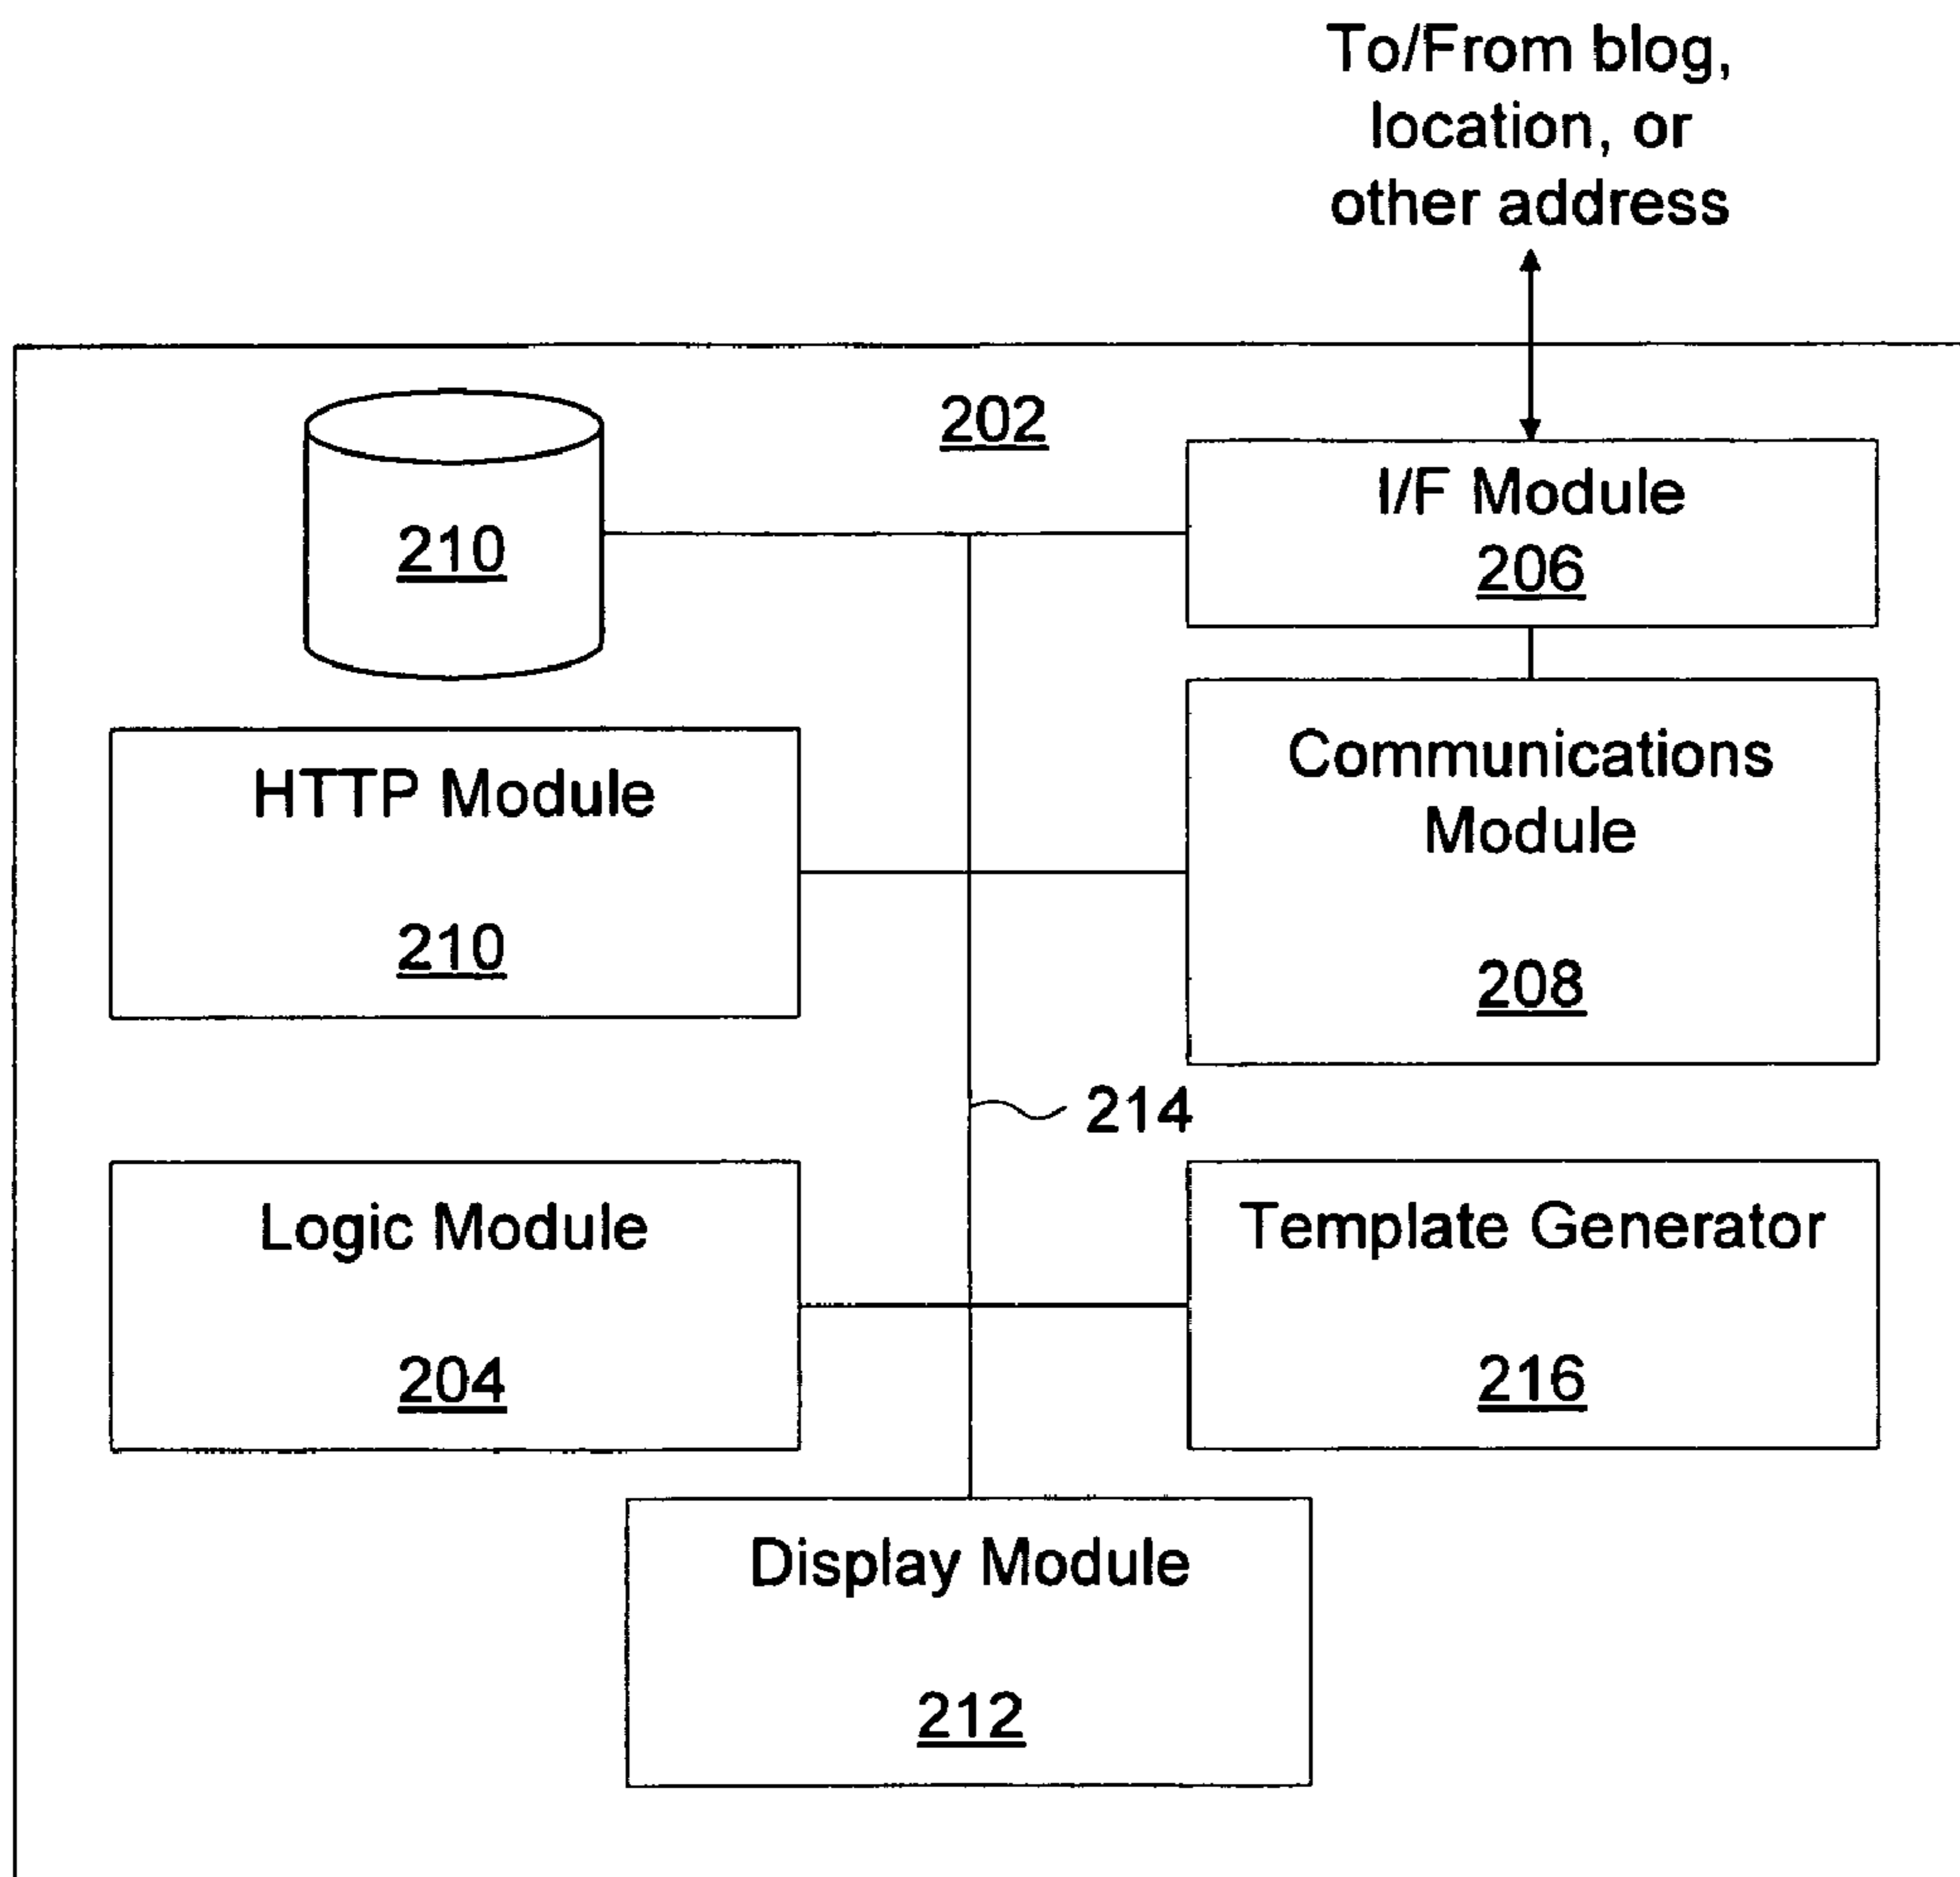 To/From blog,
location, or
other address
202
210
I/F Module
206
HTTP Module
210
Communications
Module
208
214
Logic Module
204
Template Generator
216
Display Module
212